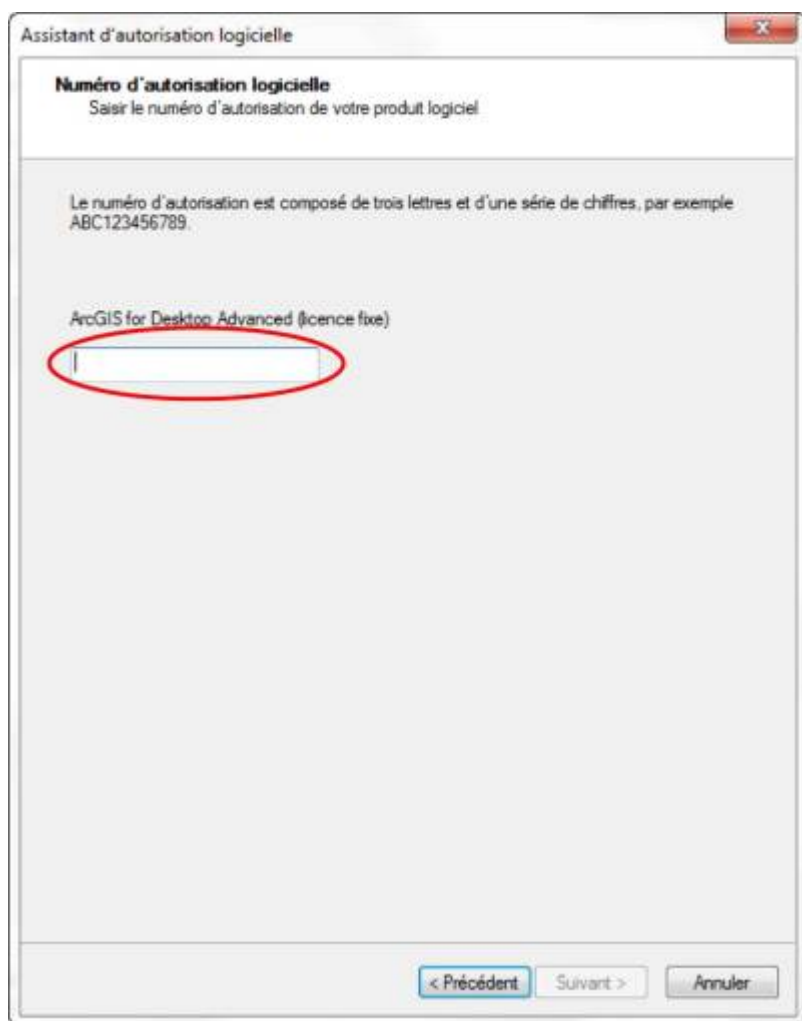 Assistant d'autorisation logicielle
Numéro d'autorisation logicielle
Saisir le numéro d'autorisation de votre produit logiciel
Le numéro d'autorisation est composé de trois lettres et d'une série de chiffres, par exemple
ABC123456789.
ArcGIS for Desktop Advanced (licence fixe)
< Précédent Suivant > Annuler